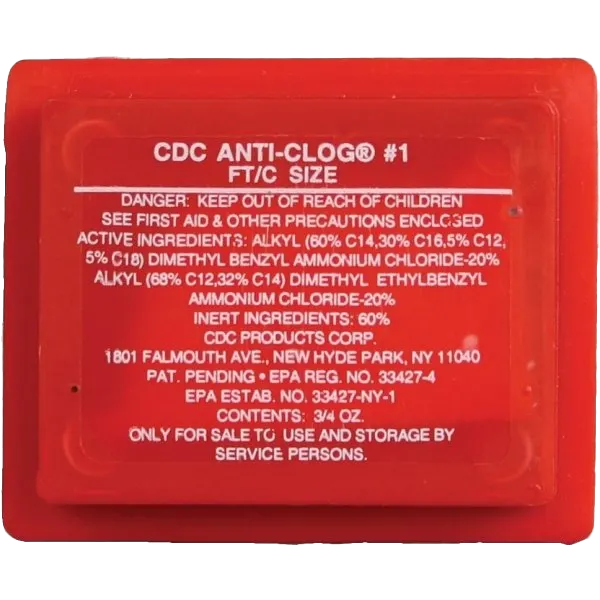 CDC ANTI-CLOG® #1
FT/C SIZE
DANGER: KEEP OUT OF REACH OF CHILDREN
SEE FIRST AID & OTHER PRECAUTIONS ENCLOSED
ACTIVE INGREDIENTS: ALKYL (60% C14,30% C16,5% C12,
5% C18) DIMETHYL BENZYL AMMONIUM CHLORIDE-20%
ALKYL (68% C12,32% C14) DIMETHYL ETHYLBENZYL
AMMONIUM CHLORIDE-20%
INERT INGREDIENTS: 60%
CDC PRODUCTS CORP.
1801 FALMOUTH AVE., NEW HYDE PARK, NY 11040
PAT. PENDING • EPA REG. NO. 33427-4
EPA ESTAB. NO. 33427-NY-1
CONTENTS: 3/4 OZ.
ONLY FOR SALE TO USE AND STORAGE BY
SERVICE PERSONS.